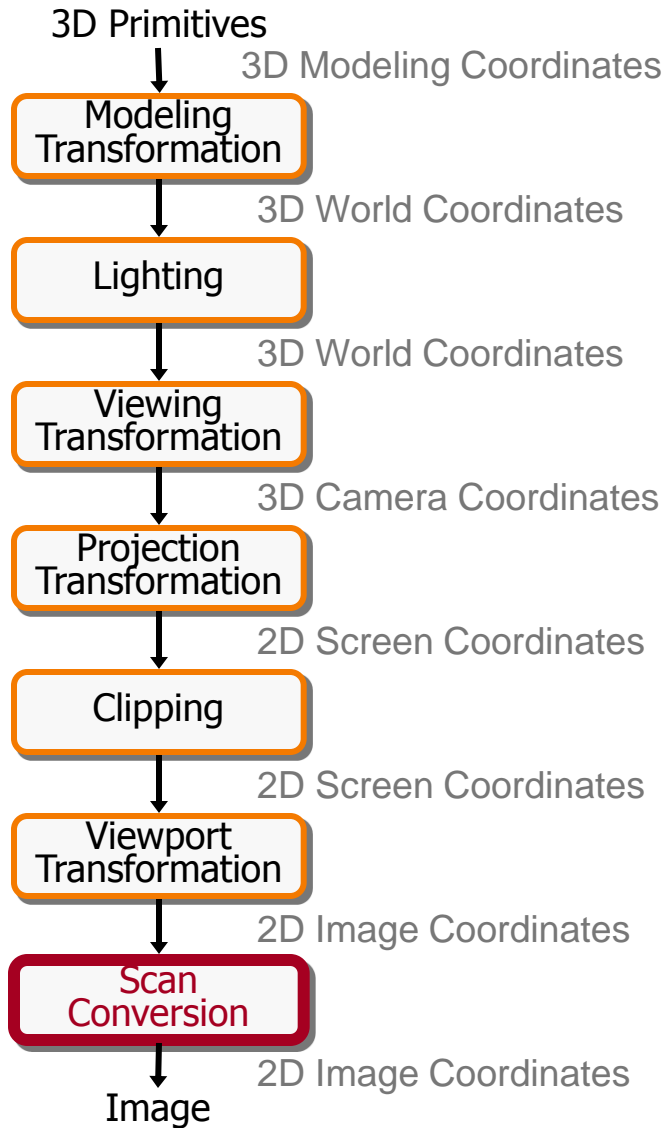 3D Primitives
3D Modeling Coordinates
Modeling
Transformation
3D World Coordinates
Lighting
3D World Coordinates
Viewing
Transformation
3D Camera Coordinates
Projection
Transformation
2D Screen Coordinates
Clipping
2D Screen Coordinates
Viewport
Transformation
2D Image Coordinates
Scan
Conversion
2D Image Coordinates
Image